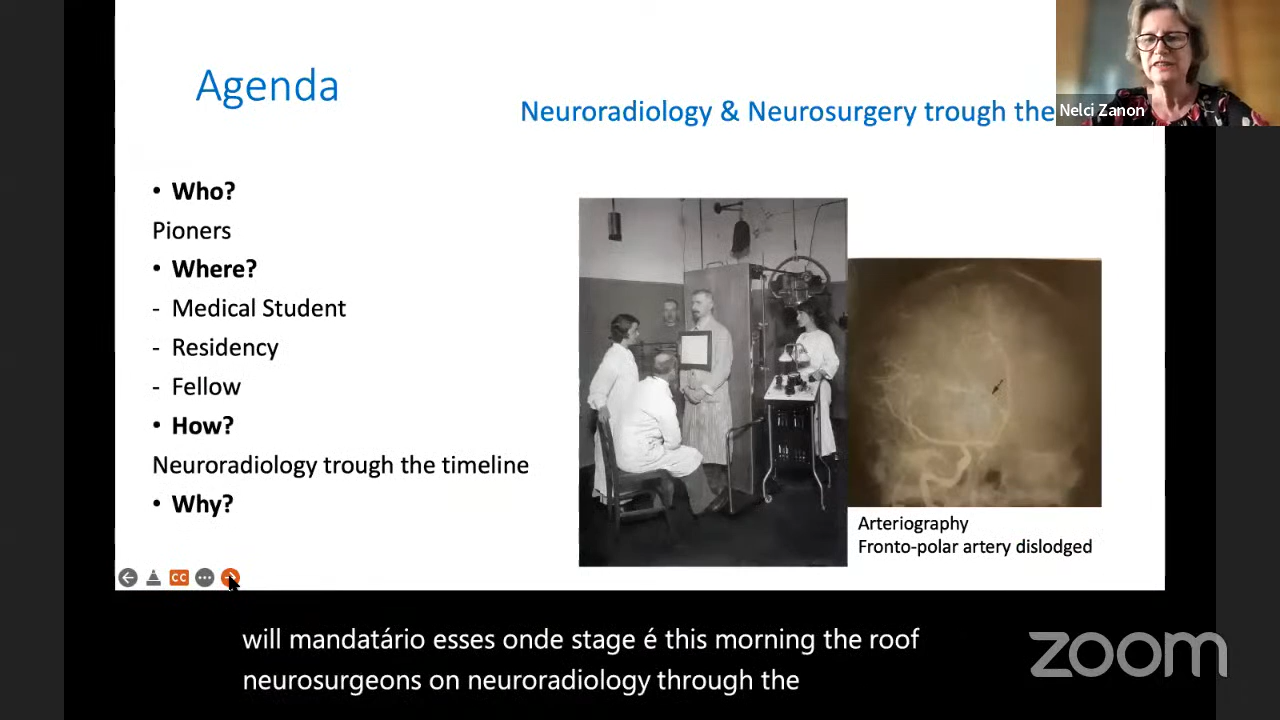 Agenda
Neuroradiology & Neurosurgery trough the
Nelci Zanon
• Who?
Pioners
• Where?
- Medical Student
- Residency
- Fellow
• How?
Neuroradiology trough the timeline
• Why?
Arteriography
Fronto-polar artery dislodged
CC
will mandatário esses onde stage é this morning the roof
neurosurgeons on neuroradiology through the
zoom